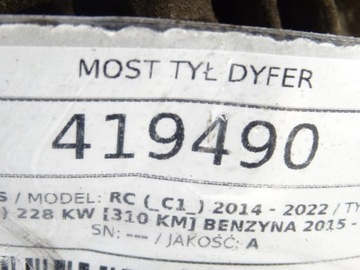 MOST TYŁ DYFER
419490
S / MODEL: RC (_C1_) 2014 - 2022 / TY
) 228 KW [310 KM] BENZYNA 2015 -
SN: --- / JAKOŚĆ: A